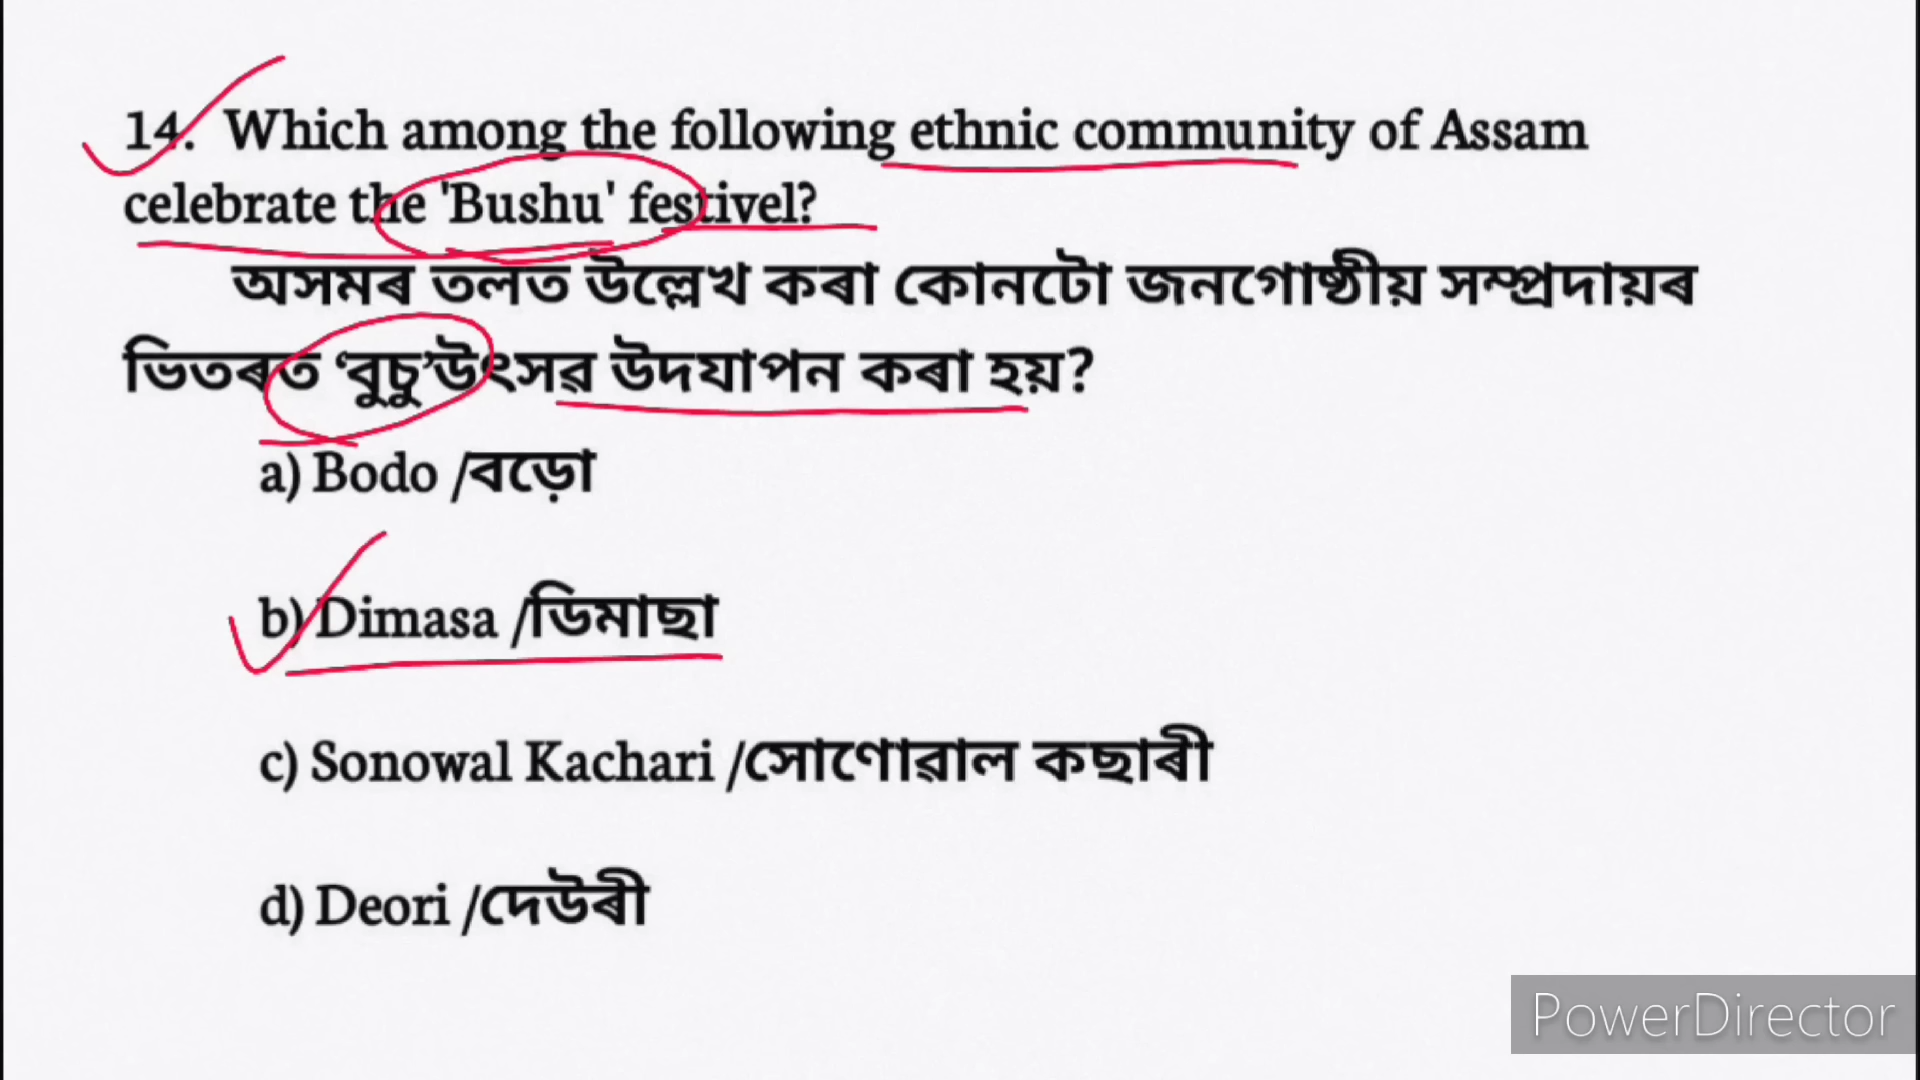 14. Which among the following ethnic community of Assam
celebrate the 'Bushu' festivel?
অসমৰ তলত উল্লেখ কৰা কোনটো জনগোষ্ঠীয় সম্প্ৰদায়ৰ
ভিতৰত ‘বুচু’উৎসৱ উদযাপন কৰা হয়?
a) Bodo /বড়ো
b) Dimasa /ডিমাছা
c) Sonowal Kachari /সোণোৱাল কছাৰী
d) Deori /দেউৰী
PowerDirector